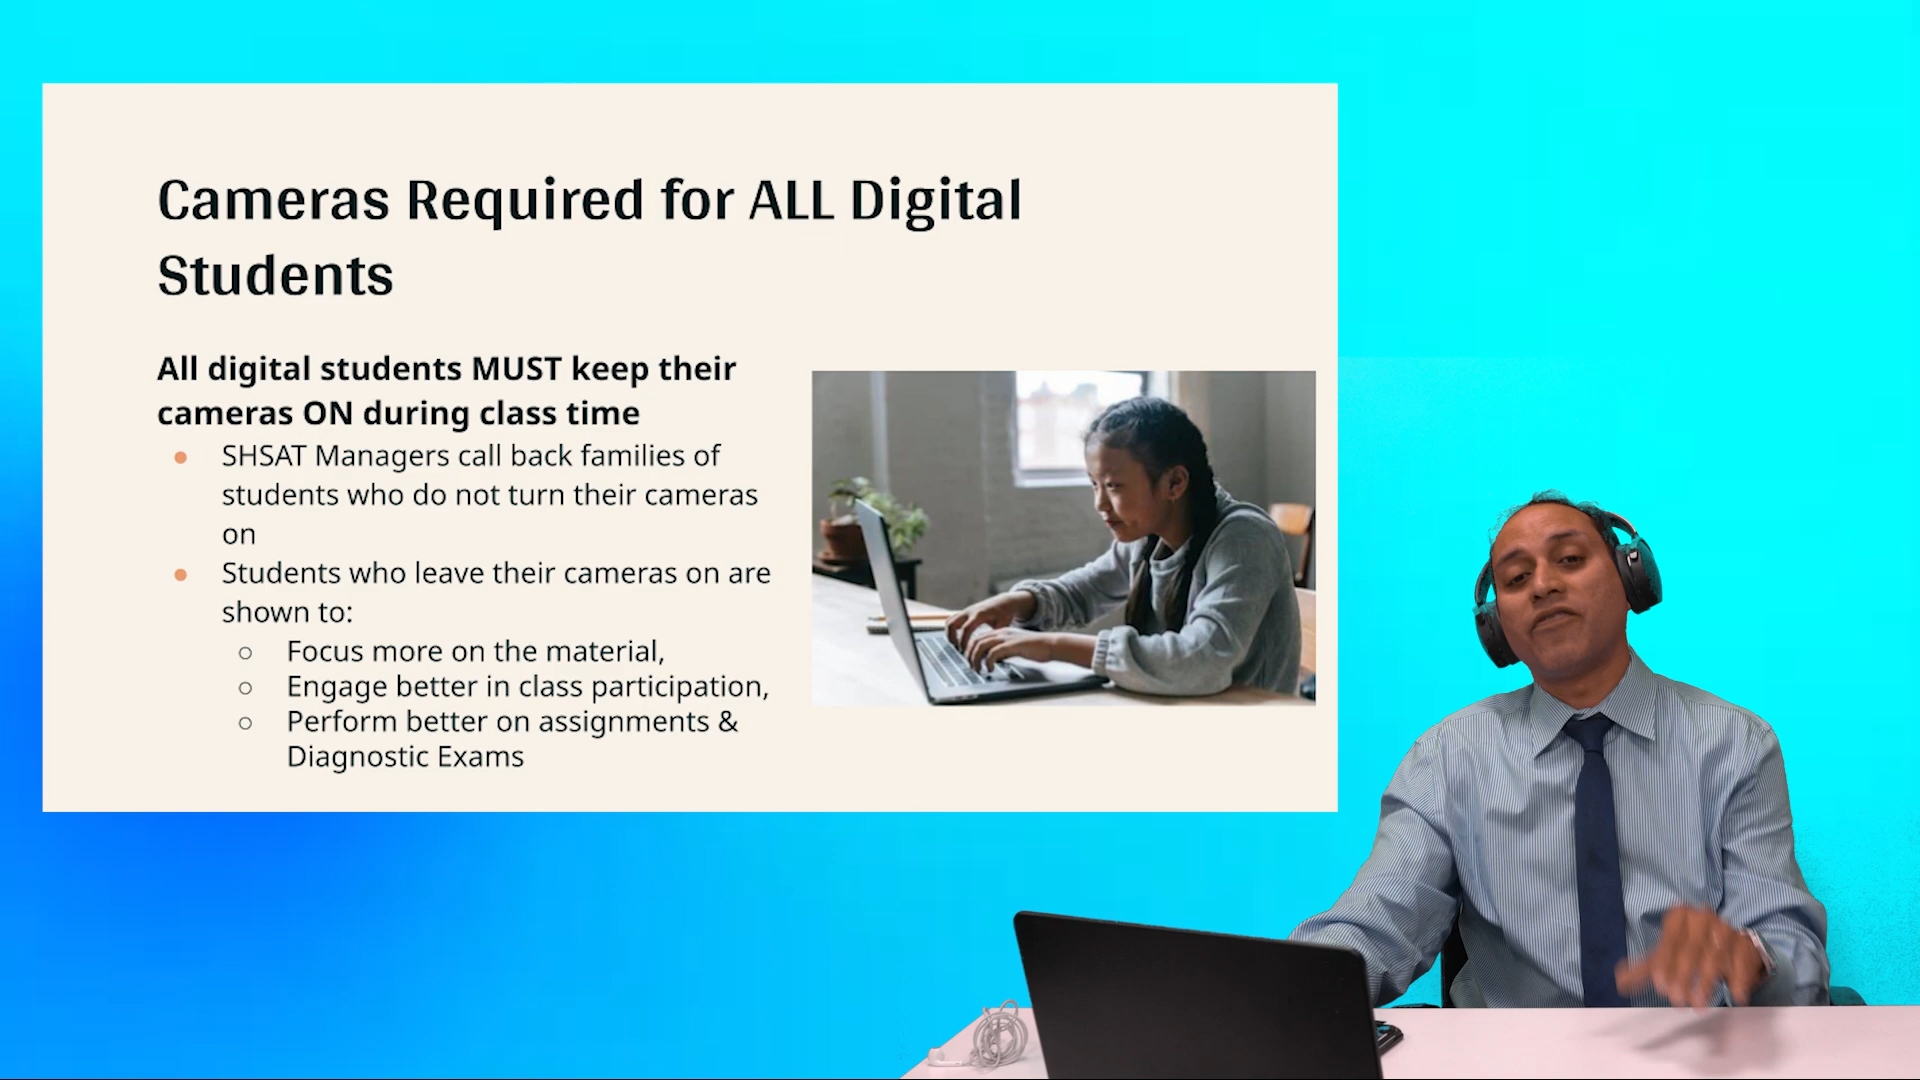 Cameras Required for ALL Digital
Students
All digital students MUST keep their
cameras ON during class time
● SHSAT Managers call back families of
students who do not turn their cameras
on
● Students who leave their cameras on are
shown to:
○ Focus more on the material,
○ Engage better in class participation,
○ Perform better on assignments &
Diagnostic Exams